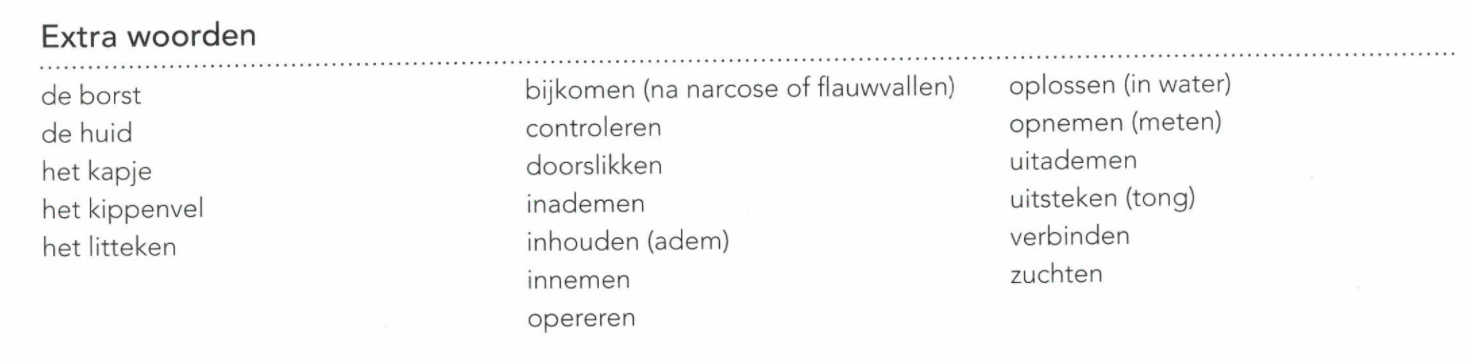 Extra woorden
de borst
de huid
het kapje
het kippenvel
het litteken
bijkomen (na narcose of flauwvallen)
controleren
doorslikken
inademen
inhouden (adem)
innemen
opereren
oplossen (in water)
opnemen (meten)
uitademen
uitsteken (tong)
verbinden
zuchten